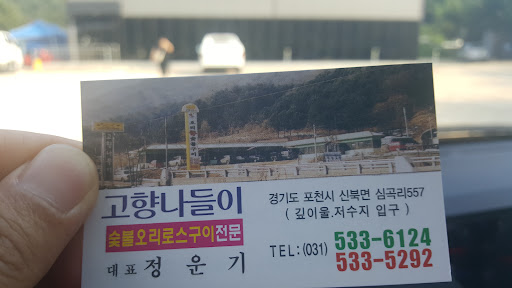 고향나들이
숯불오리로스구이전문
대표 정운기
경기도 포천시 신북면 심곡리557
( 깊이울.저수지 입구 )
TEL:(031) 533-6124
533-5292